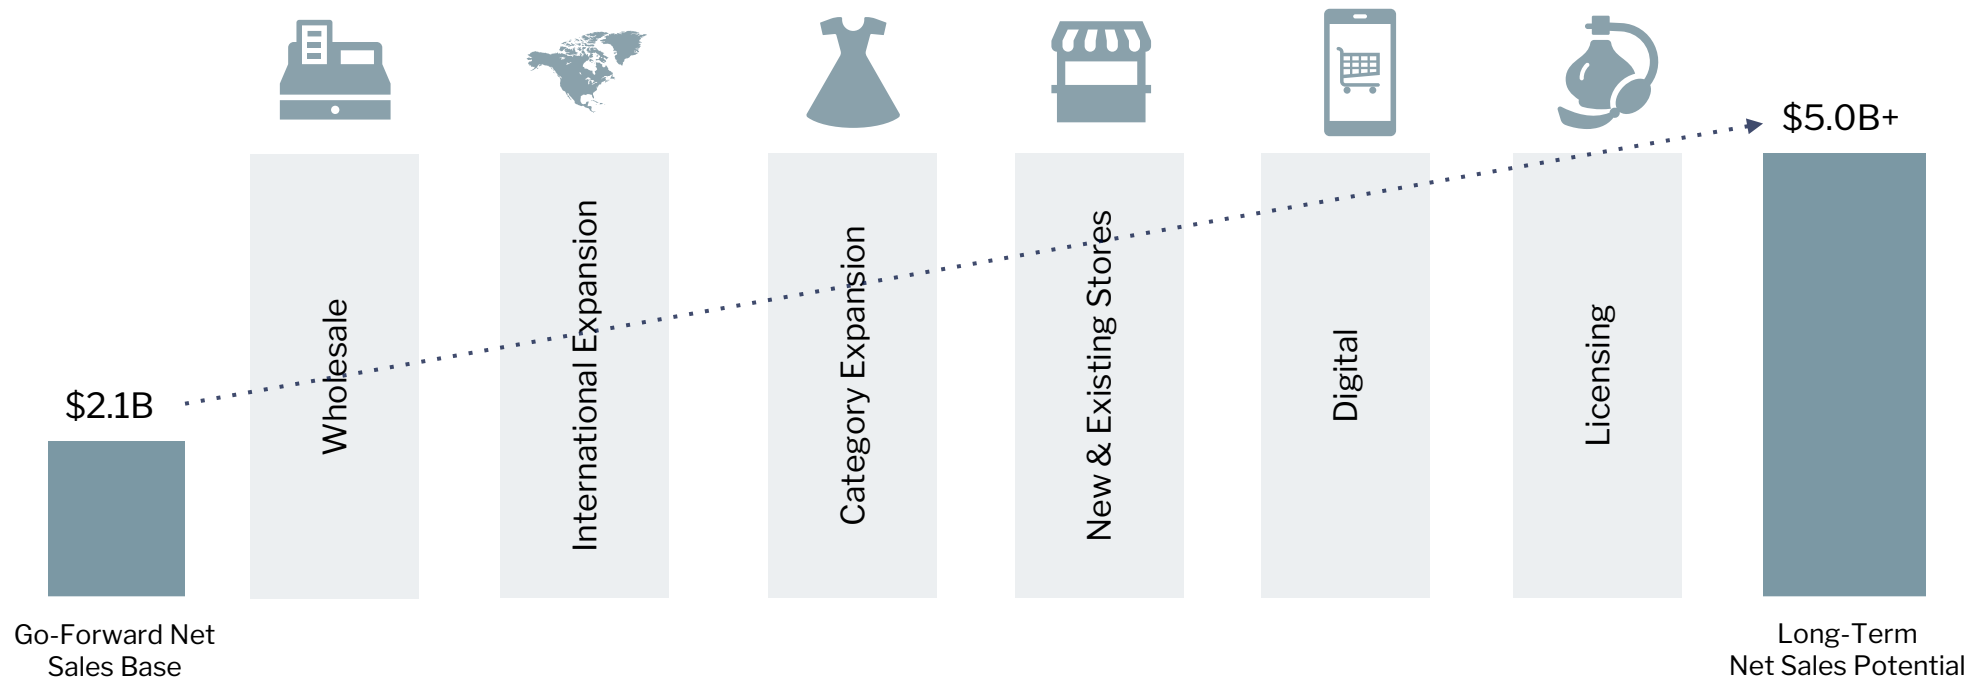 $2.1B
Go-Forward Net
Sales Base
Wholesale
International Expansion
Category Expansion
New & Existing Stores
Digital
Licensing
$5.0B+
Long-Term
Net Sales Potential